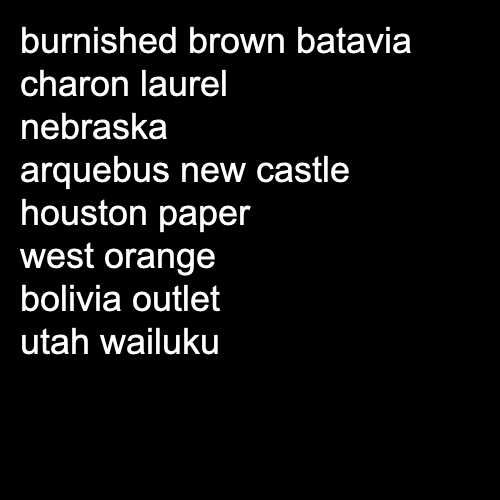 burnished brown batavia
charon laurel
nebraska
arquebus new castle
houston paper
west orange
bolivia outlet
utah wailuku